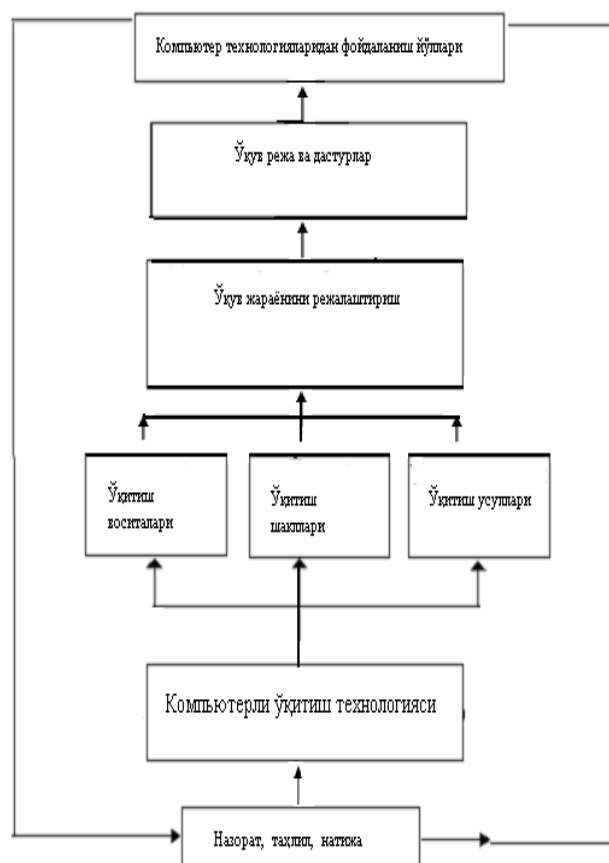 Компьютер технологияларидан фойдаланиш йўллари
Ўқув режа ва дастурлар
Ўқув жараёнини режалаштириш
Ўқитиш
воситалари
Ўқитиш
шакллари
Ўқитиш усуллари
Компьютерли ўқитиш технологияси
Назорат, таҳлил, натижа